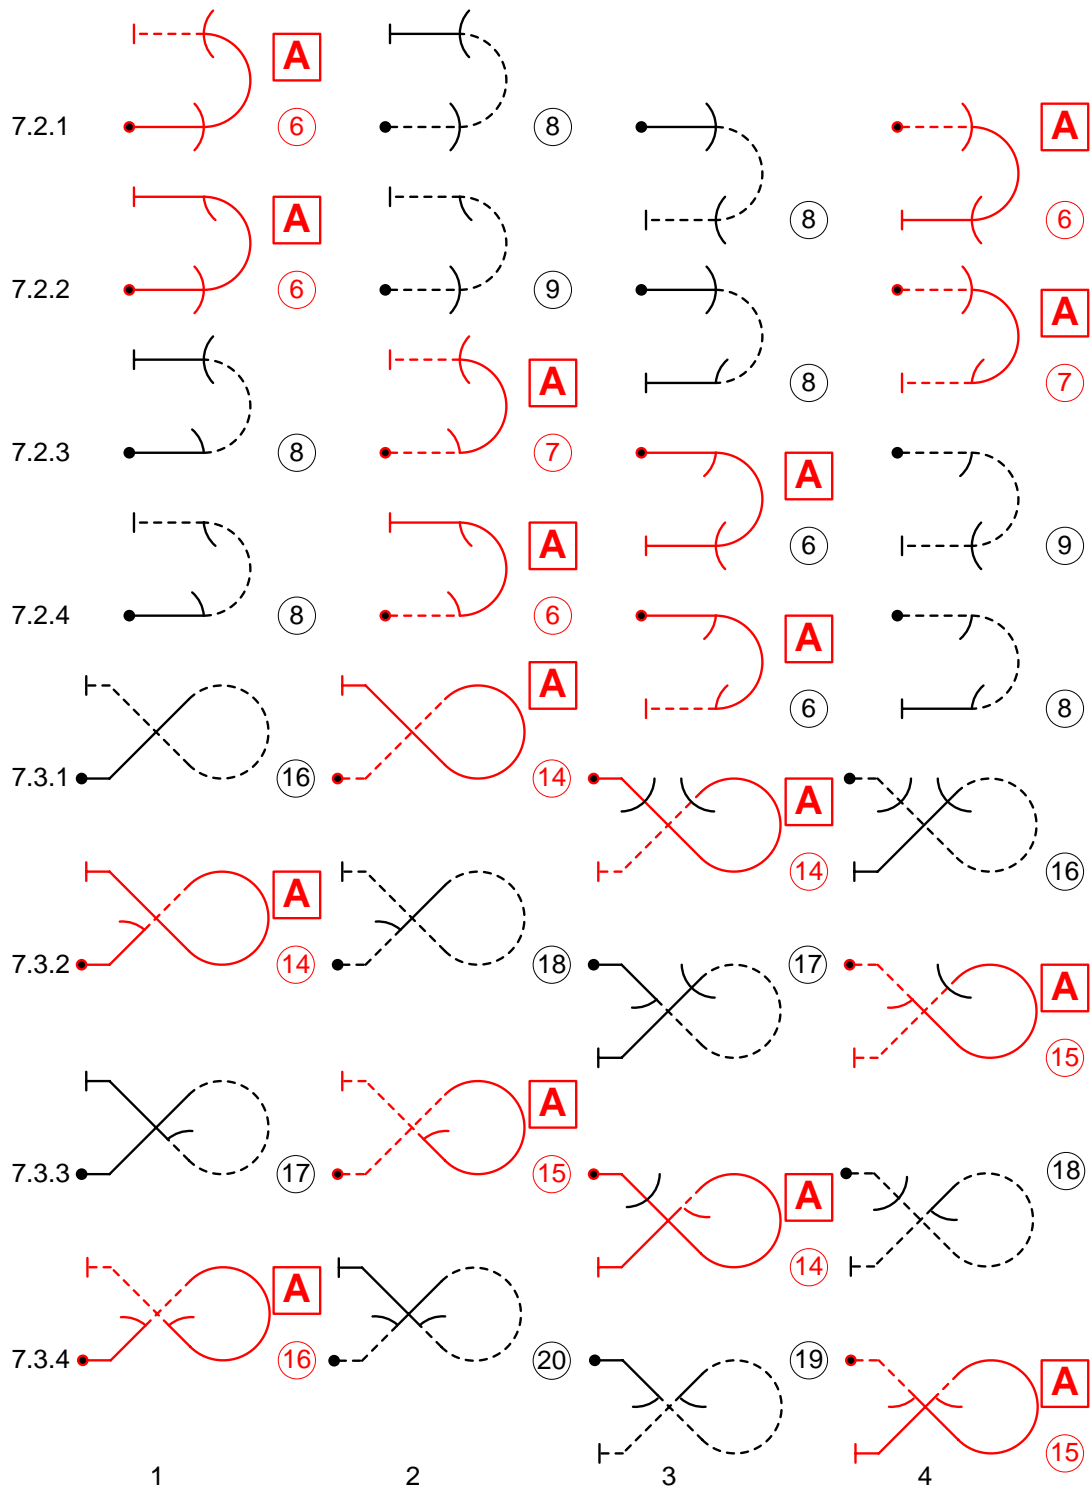 A A
7.2.1 6 8 A
A 8 6
7.2.2 6 9 A
A 8 7
7.2.3 8 7 A
A 6 9
7.2.4 8 6 A
A 6 8
7.3.1 16 14 A
A 14 16
7.3.2 14 18 17 A
A 15
7.3.3 17 15 A 18
A 14
7.3.4 16 20 19 A
15
1 2 3 4